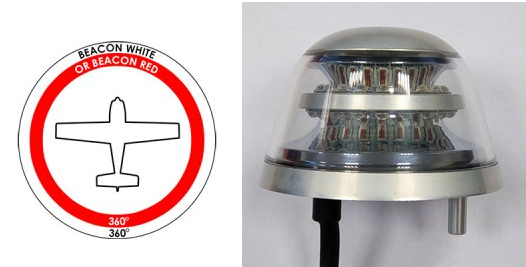 BEACON WHITE
OR BEACON RED
360°
360°